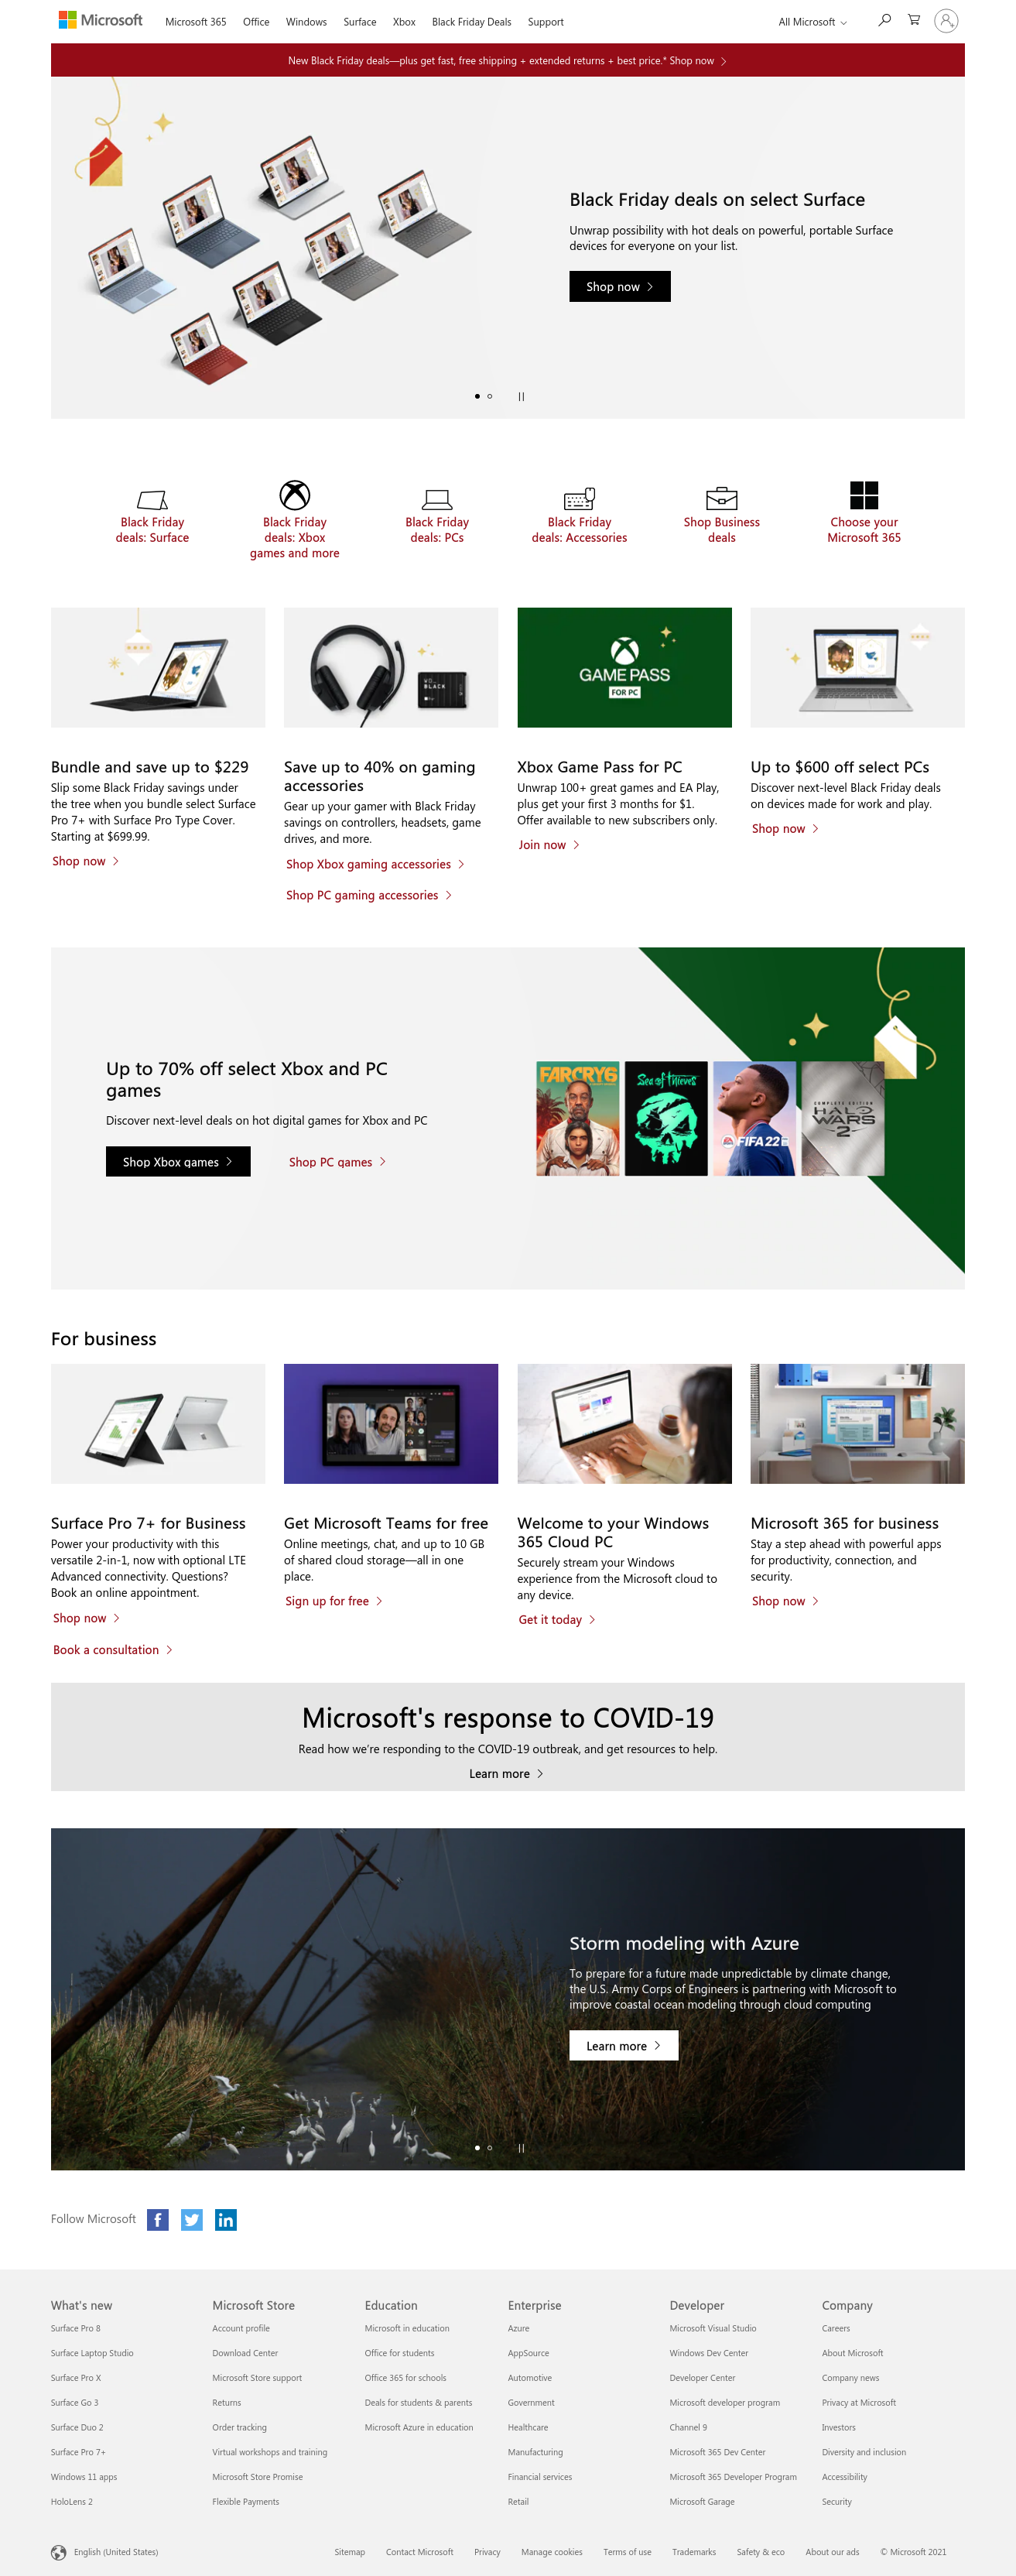 Microsoft
Microsoft 365 Office Windows Surface Xbox Black Friday Deals Support
All Microsoft
New Black Friday deals—plus get fast, free shipping + extended returns + best price.* Shop now
Black Friday deals on select Surface
Unwrap possibility with hot deals on powerful, portable Surface
devices for everyone on your list.
Shop now
Black Friday
deals: Surface
Black Friday
deals: Xbox
games and more
Black Friday
deals: PCs
Black Friday
deals: Accessories
Shop Business
deals
Choose your
Microsoft 365
Bundle and save up to $229
Slip some Black Friday savings under
the tree when you bundle select Surface
Pro 7+ with Surface Pro Type Cover.
Starting at $699.99.
Shop now
BLACK
Save up to 40% on gaming
accessories
Gear up your gamer with Black Friday
savings on controllers, headsets, game
drives, and more.
Shop Xbox gaming accessories
Shop PC gaming accessories
GAME PASS
FOR PC
Xbox Game Pass for PC
Unwrap 100+ great games and EA Play,
plus get your first 3 months for $1.
Offer available to new subscribers only.
Join now
Up to $600 off select PCs
Discover next-level Black Friday deals
on devices made for work and play.
Shop now
Up to 70% off select Xbox and PC
games
Discover next-level deals on hot digital games for Xbox and PC
Shop Xbox games
Shop PC games
FARCRY6
Sea of Thieves
FIFA 22
COMPLETE EDITION
HALO
WARS
2
For business
Surface Pro 7+ for Business
Power your productivity with this
versatile 2-in-1, now with optional LTE
Advanced connectivity. Questions?
Book an online appointment.
Shop now
Book a consultation
Get Microsoft Teams for free
Online meetings, chat, and up to 10 GB
of shared cloud storage—all in one
place.
Sign up for free
Welcome to your Windows
365 Cloud PC
Securely stream your Windows
experience from the Microsoft cloud to
any device.
Get it today
Microsoft 365 for business
Stay a step ahead with powerful apps
for productivity, connection, and
security.
Shop now
Microsoft's response to COVID-19
Read how we’re responding to the COVID-19 outbreak, and get resources to help.
Learn more
Storm modeling with Azure
To prepare for a future made unpredictable by climate change,
the U.S. Army Corps of Engineers is partnering with Microsoft to
improve coastal ocean modeling through cloud computing
Learn more
Follow Microsoft
What's new
Surface Pro 8
Surface Laptop Studio
Surface Pro X
Surface Go 3
Surface Duo 2
Surface Pro 7+
Windows 11 apps
HoloLens 2
Microsoft Store
Account profile
Download Center
Microsoft Store support
Returns
Order tracking
Virtual workshops and training
Microsoft Store Promise
Flexible Payments
Education
Microsoft in education
Office for students
Office 365 for schools
Deals for students & parents
Microsoft Azure in education
Enterprise
Azure
AppSource
Automotive
Government
Healthcare
Manufacturing
Financial services
Retail
Developer
Microsoft Visual Studio
Windows Dev Center
Developer Center
Microsoft developer program
Channel 9
Microsoft 365 Dev Center
Microsoft 365 Developer Program
Microsoft Garage
Company
Careers
About Microsoft
Company news
Privacy at Microsoft
Investors
Diversity and inclusion
Accessibility
Security
English (United States)
Sitemap Contact Microsoft Privacy Manage cookies Terms of use Trademarks Safety & eco About our ads © Microsoft 2021